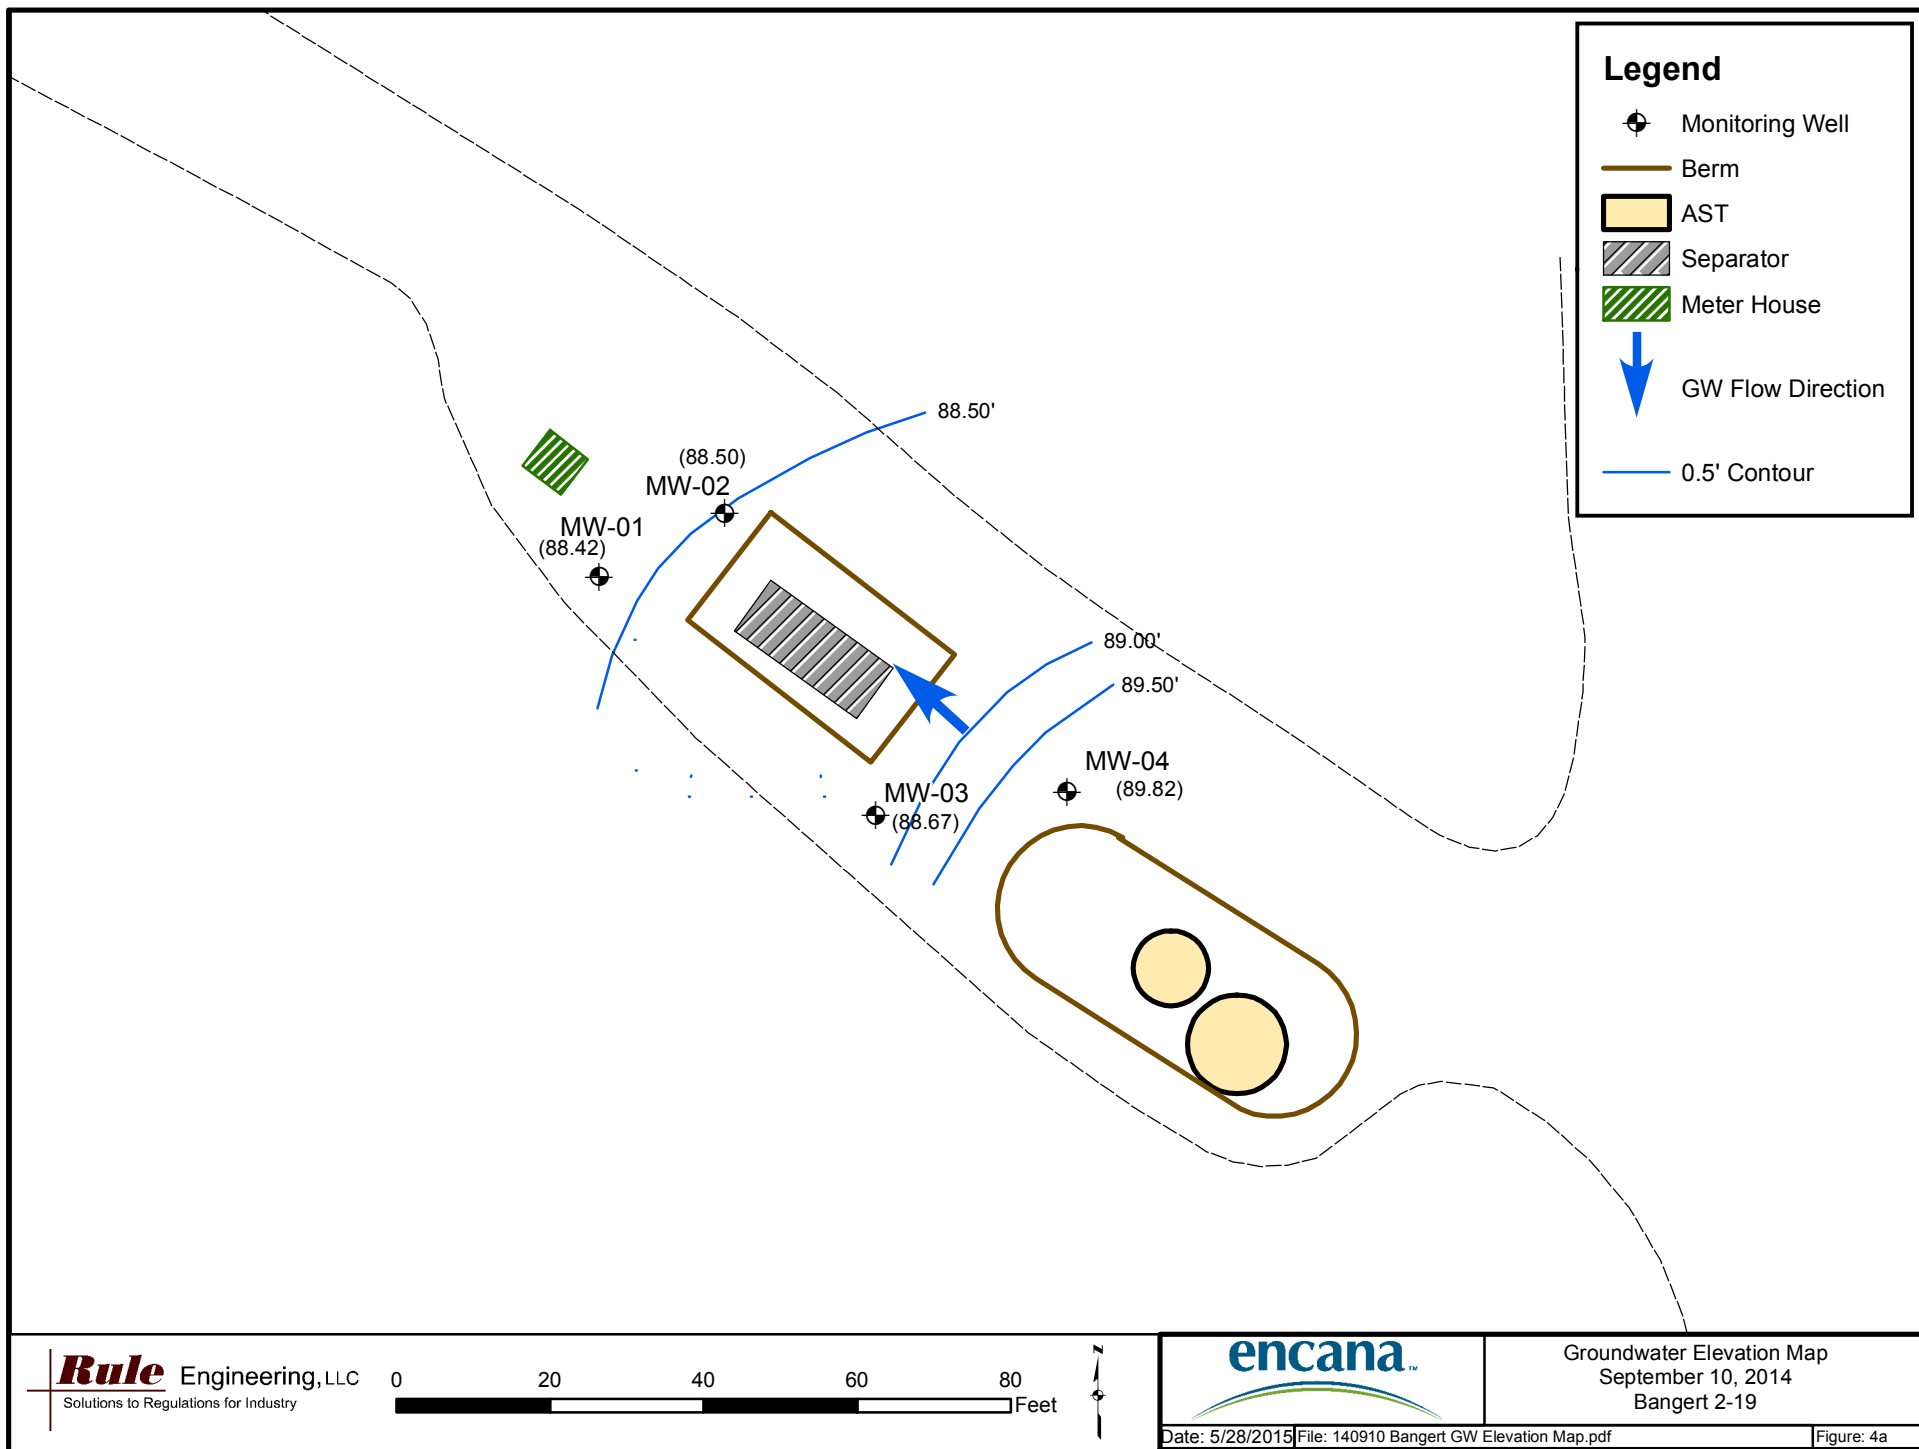 Legend
Monitoring Well
Berm
AST
Separator
Meter House
GW Flow Direction
0.5' Contour
88.50'
(88.50)
MW-02
MW-01
(88.42)
89.00'
89.50'
MW-04
(89.82)
MW-03
(88.67)
Rule Engineering, LLC
Solutions to Regulations for Industry
0 20 40 60 80
Feet
N
encana™
Groundwater Elevation Map
September 10, 2014
Bangert 2-19
Date: 5/28/2015 File: 140910 Bangert GW Elevation Map.pdf Figure: 4a